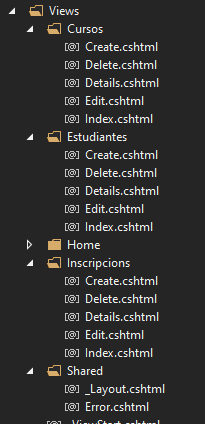 Views
Cursos
Create.cshtml
Delete.cshtml
Details.cshtml
Edit.cshtml
Index.cshtml
Estudiantes
Create.cshtml
Delete.cshtml
Details.cshtml
Edit.cshtml
Index.cshtml
Home
Inscripcions
Create.cshtml
Delete.cshtml
Details.cshtml
Edit.cshtml
Index.cshtml
Shared
_Layout.cshtml
Error.cshtml
_ViewStart.cshtml